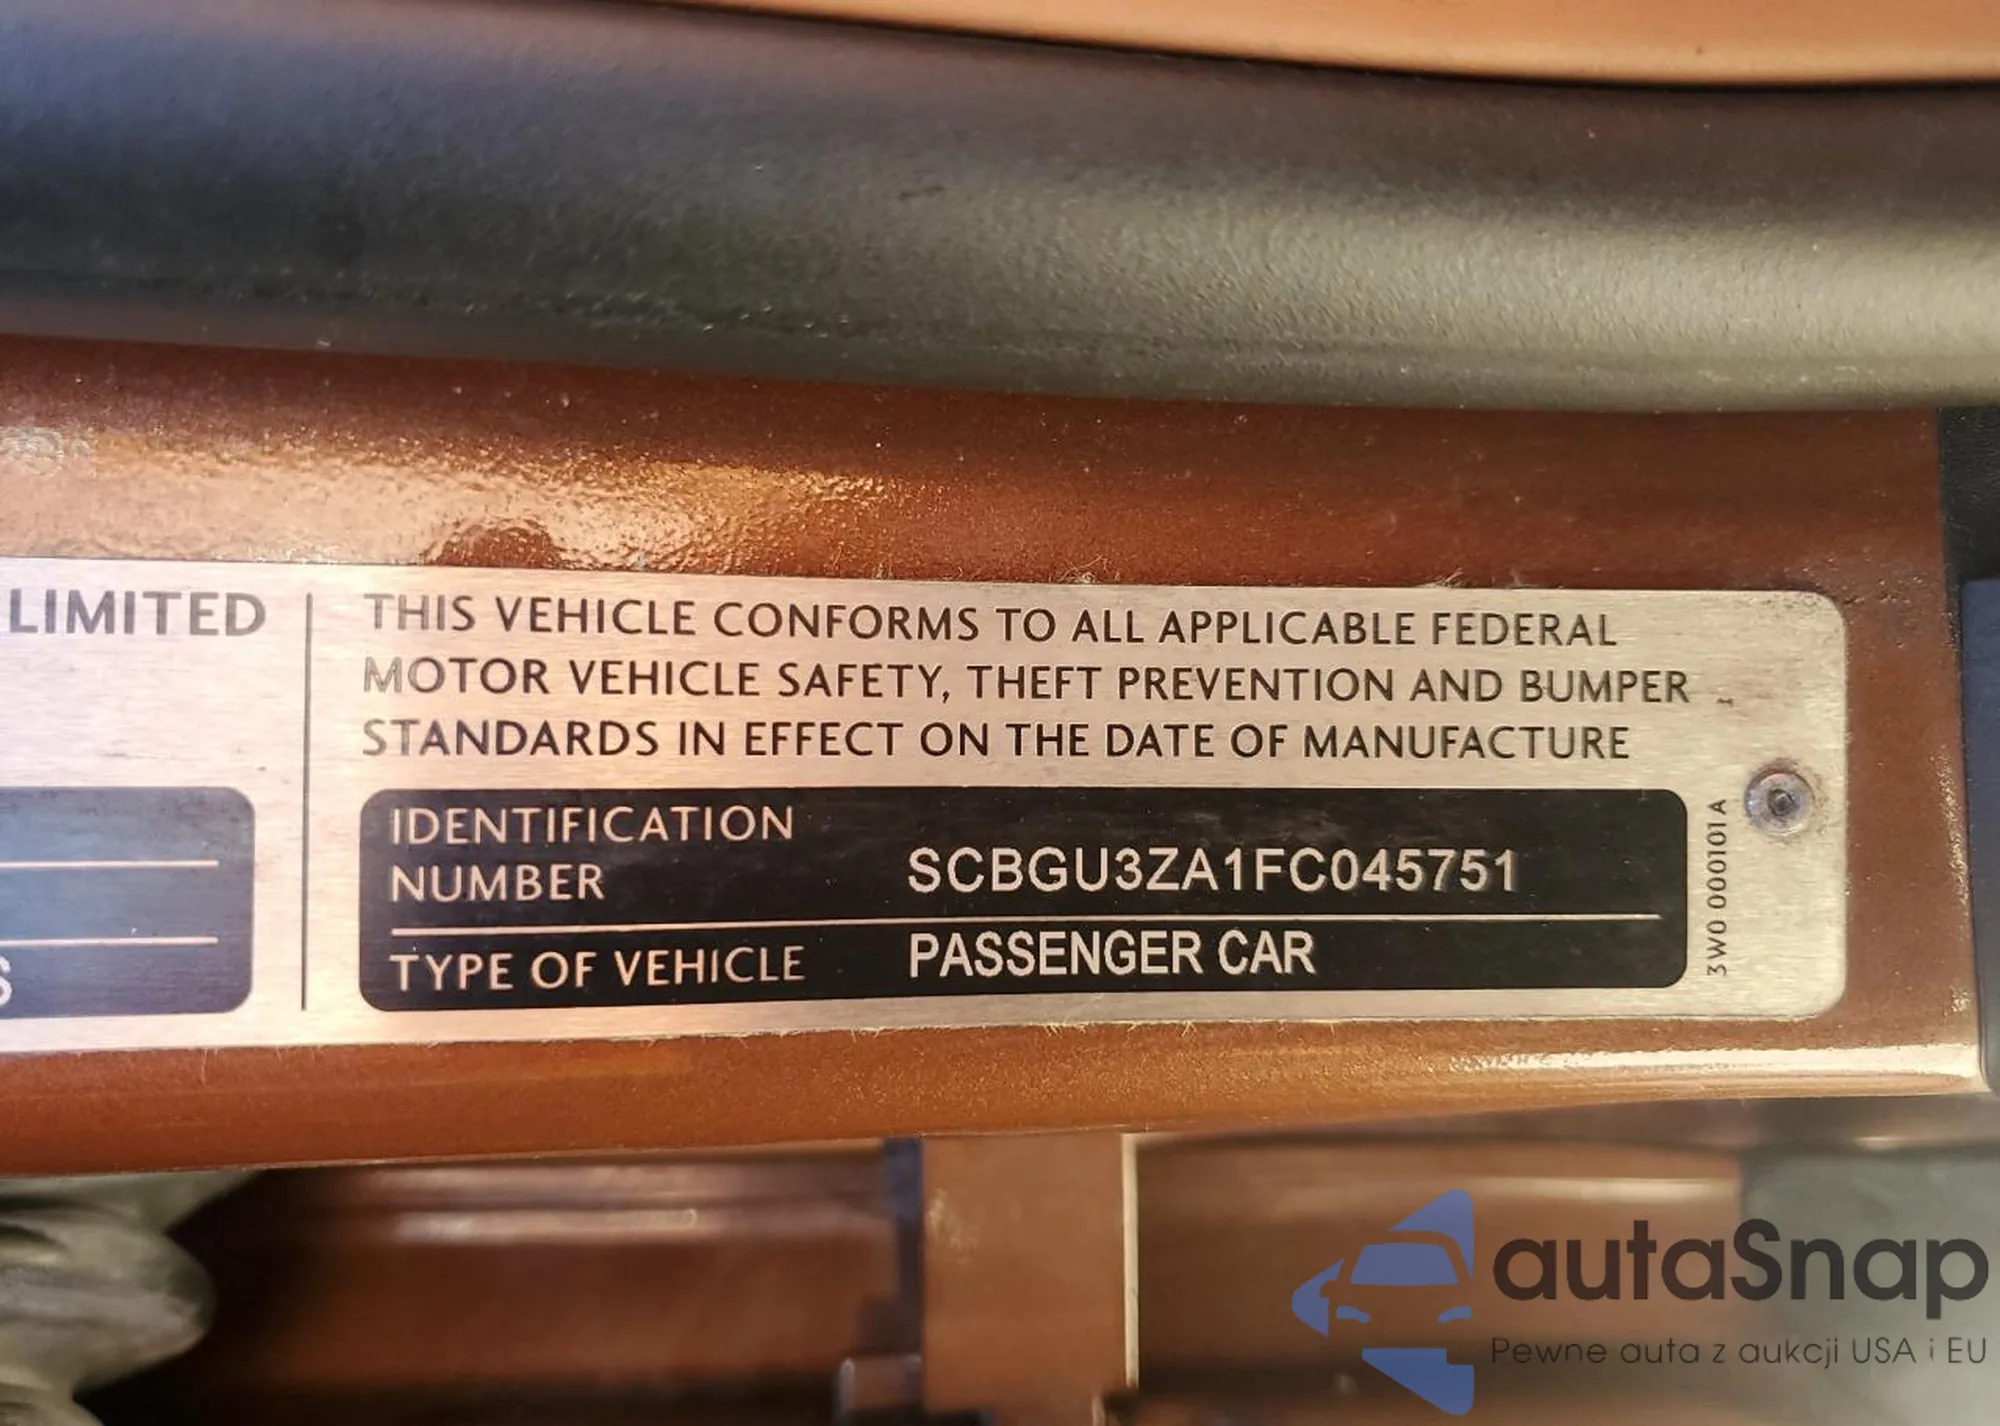 LIMITED
THIS VEHICLE CONFORMS TO ALL APPLICABLE FEDERAL
MOTOR VEHICLE SAFETY, THEFT PREVENTION AND BUMPER
STANDARDS IN EFFECT ON THE DATE OF MANUFACTURE
IDENTIFICATION
NUMBER SCBGU3ZA1FC045751
TYPE OF VEHICLE PASSENGER CAR
3W0 000101A
S
autaSnap
Pewne auta z aukcji USA i EU